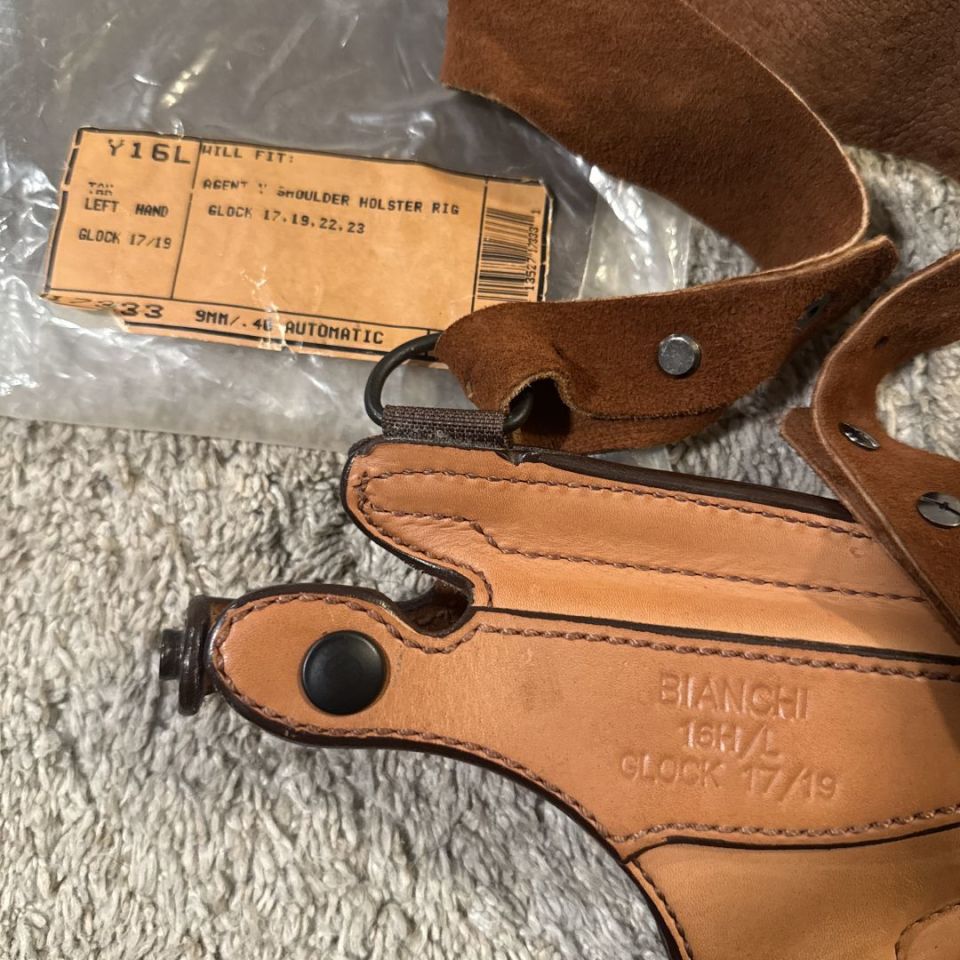 Y16L
WILL FIT:
TAN
LEFT HAND
GLOCK 17/19
AGENT V SHOULDER HOLSTER RIG
GLOCK 17,19,22,23
9MM/.40 AUTOMATIC
BIANCHI
16H/L
GLOCK 17/19